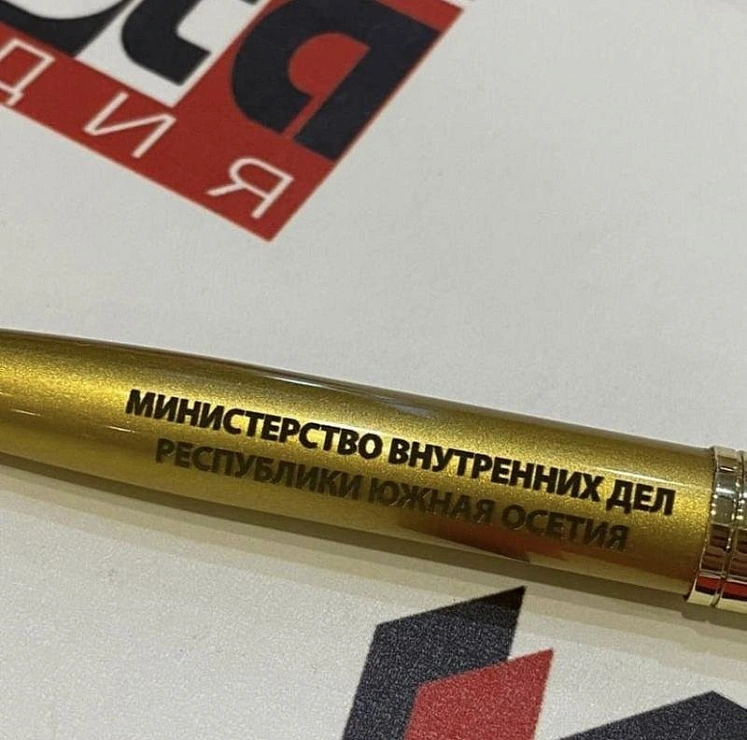 ДИЯ
МИНИСТЕРСТВО ВНУТРЕННИХ ДЕЛ
РЕСПУБЛИКИ ЮЖНАЯ ОСЕТИЯ